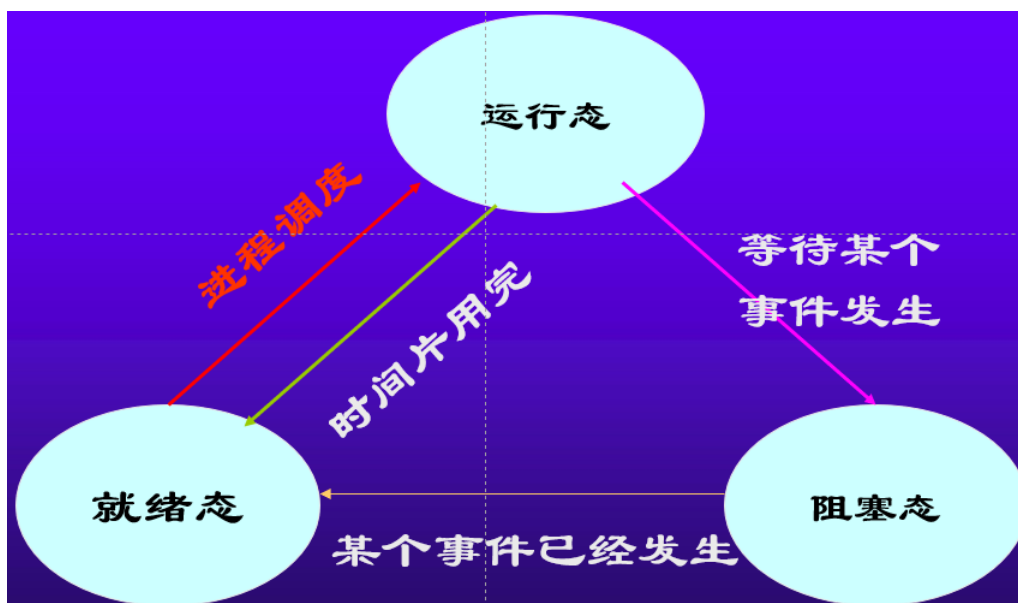 运行态
进程调度
等待某个
事件发生
时间片用完
就绪态
阻塞态
某个事件已经发生